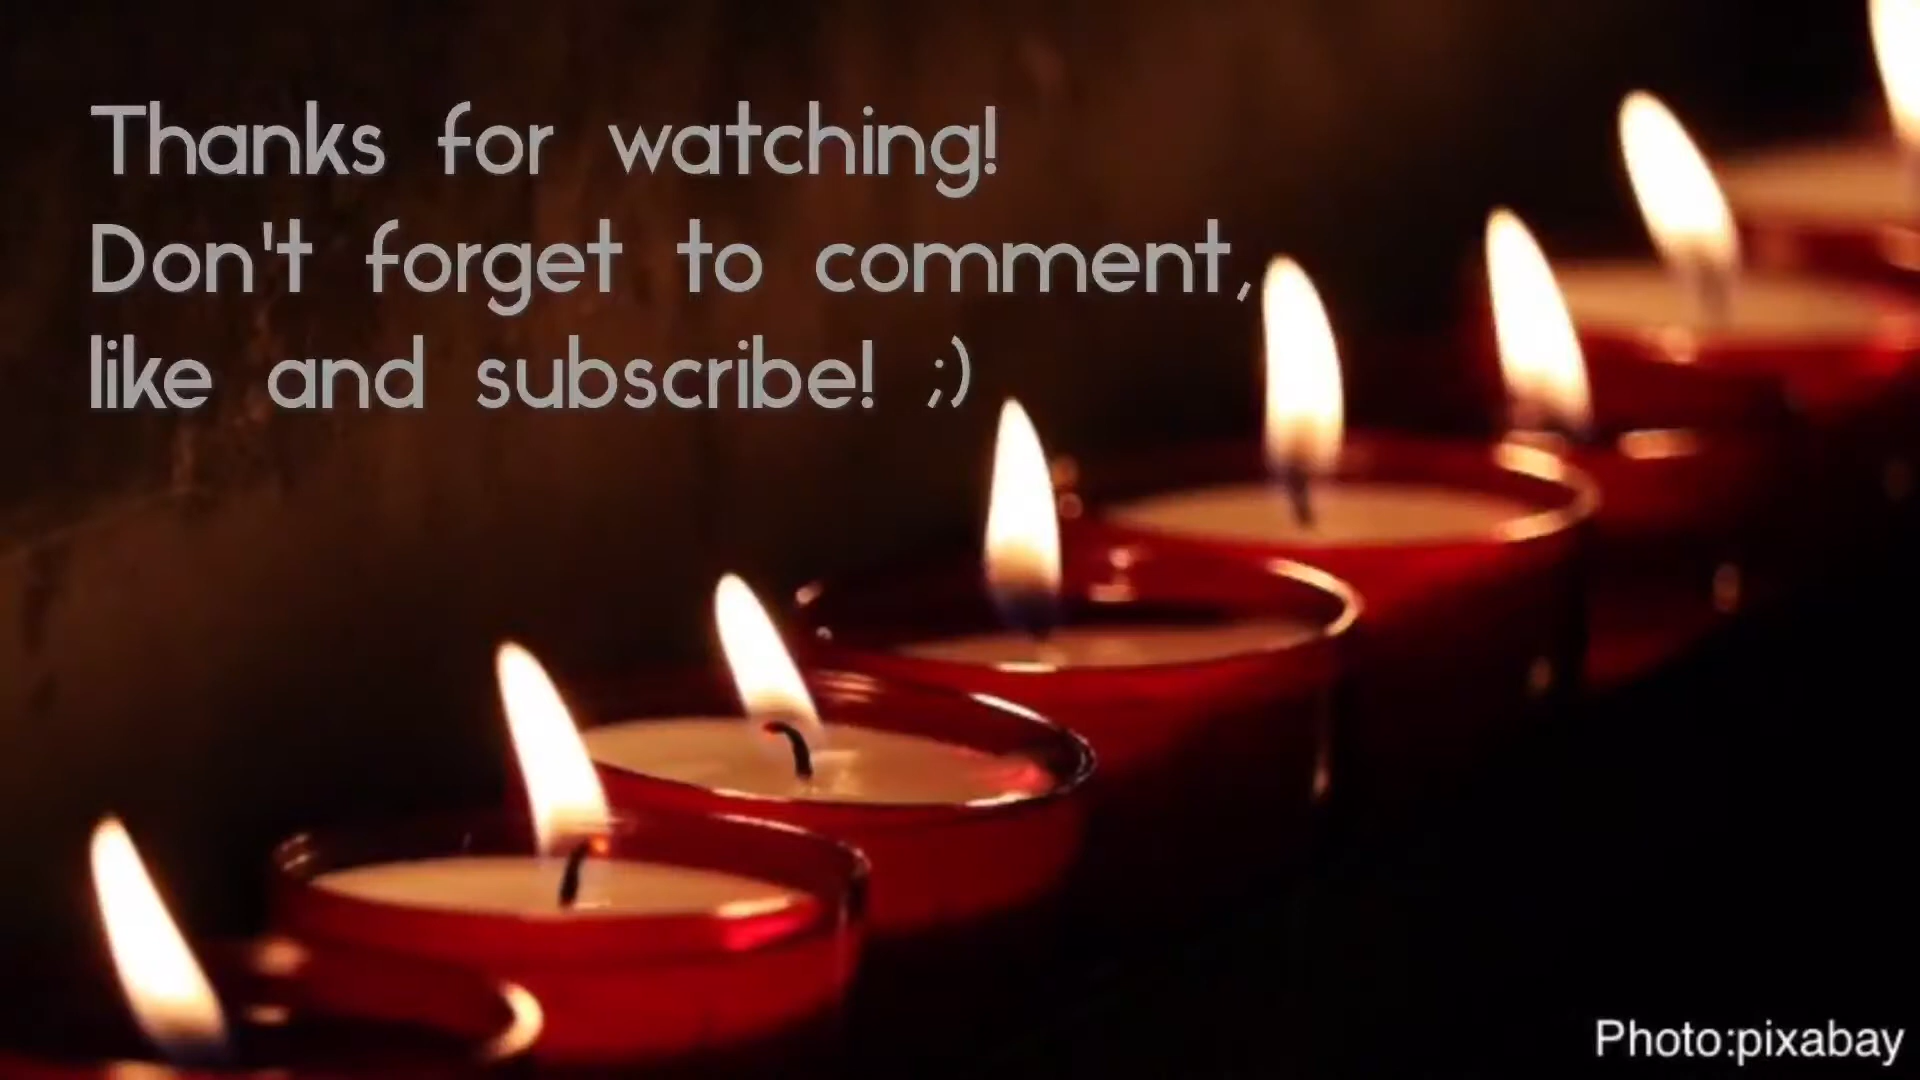 Thanks for watching!
Don't forget to comment,
like and subscribe! ;)
Photo:pixabay